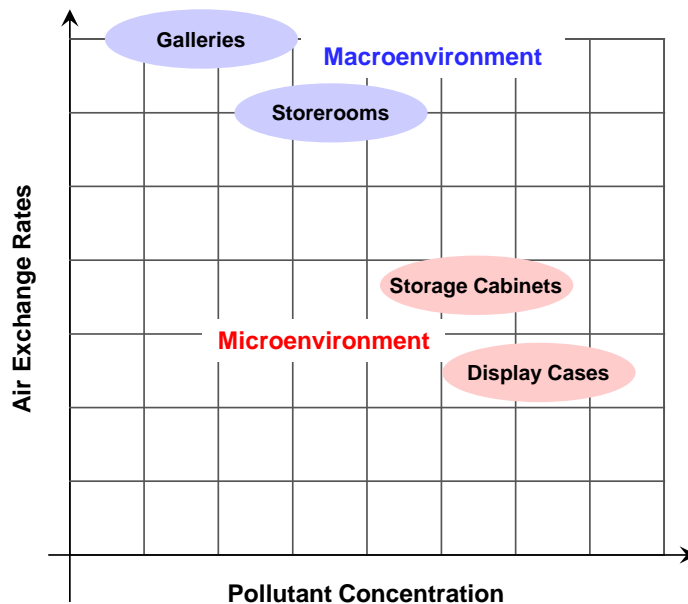 Galleries
Macroenvironment
Storerooms
Air Exchange Rates
Storage Cabinets
Microenvironment
Display Cases
Pollutant Concentration